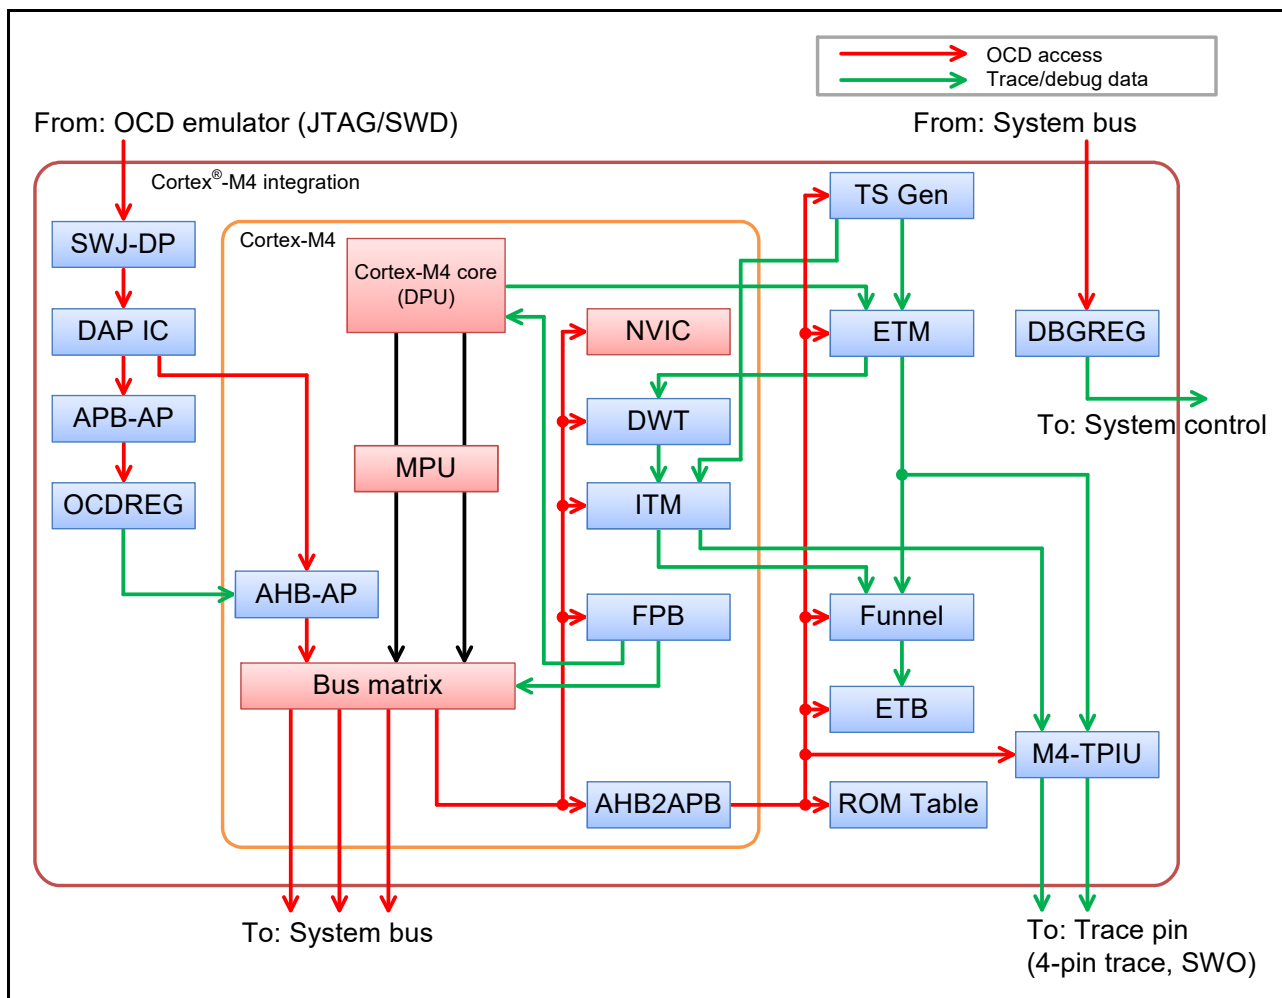 OCD access
Trace/debug data
From: OCD emulator (JTAG/SWD)
From: System bus
Cortex®-M4 integration
TS Gen
SWJ-DP
Cortex-M4
Cortex-M4 core
(DPU)
DAP IC
NVIC
ETM
DBGREG
APB-AP
DWT
To: System control
MPU
OCDREG
ITM
AHB-AP
FPB
Funnel
Bus matrix
ETB
M4-TPIU
AHB2APB
ROM Table
To: System bus
To: Trace pin
(4-pin trace, SWO)